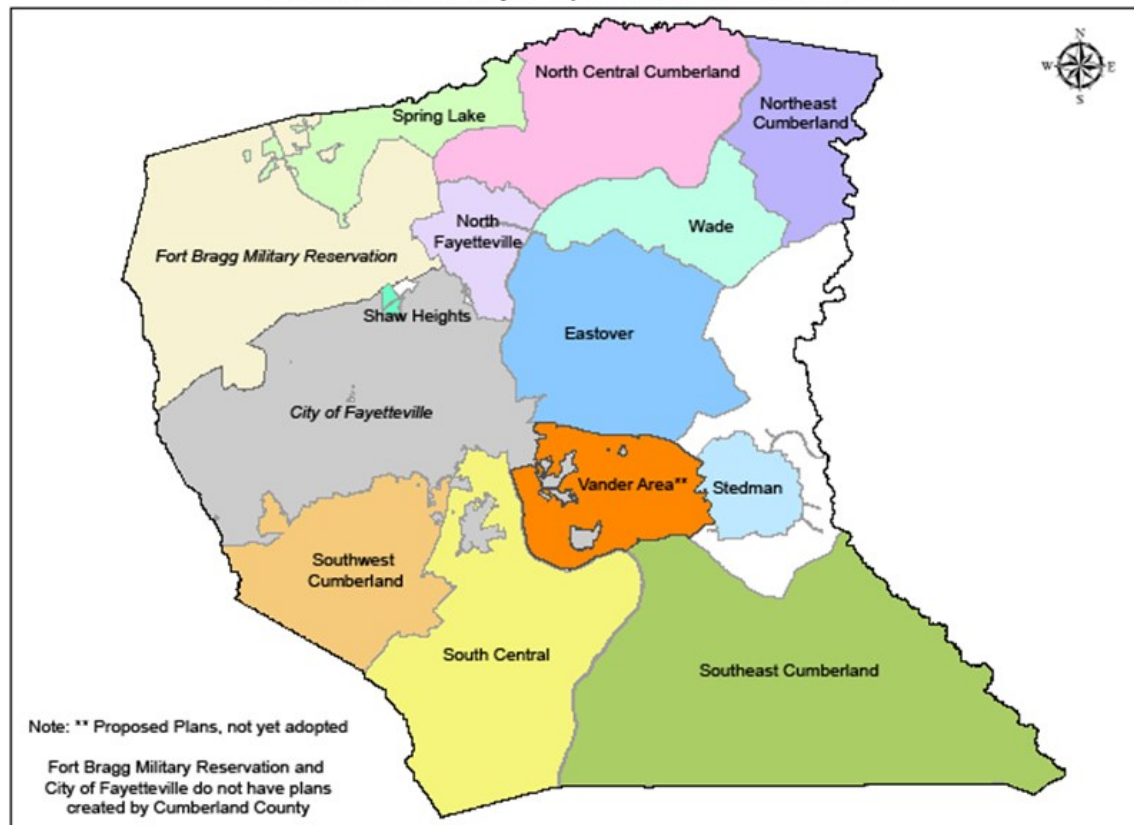 N
W
E
S
North Central Cumberland
Northeast
Cumberland
Spring Lake
North
Fayetteville
Wade
Fort Bragg Military Reservation
Shaw Heights
Eastover
City of Fayetteville
Vander Area**
Stedman
Southwest
Cumberland
South Central
Southeast Cumberland
Note: ** Proposed Plans, not yet adopted
Fort Bragg Military Reservation and
City of Fayetteville do not have plans
created by Cumberland County